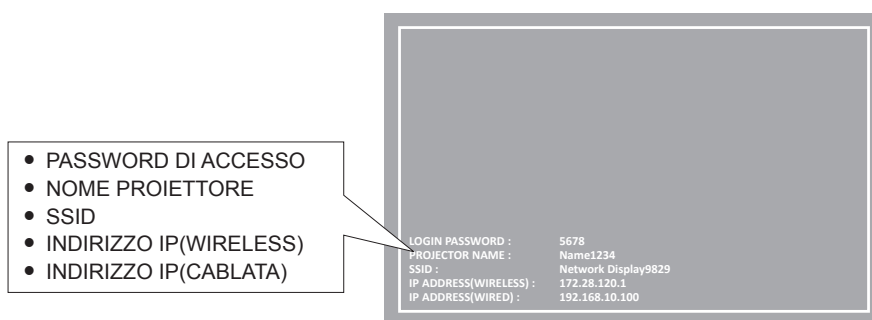 • PASSWORD DI ACCESSO
• NOME PROIETTORE
• SSID
• INDIRIZZO IP(WIRELESS)
• INDIRIZZO IP(CABLATA)
LOGIN PASSWORD : 5678
PROJECTOR NAME : Name1234
SSID : Network Display9829
IP ADDRESS(WIRELESS) : 172.28.120.1
IP ADDRESS(WIRED) : 192.168.10.100